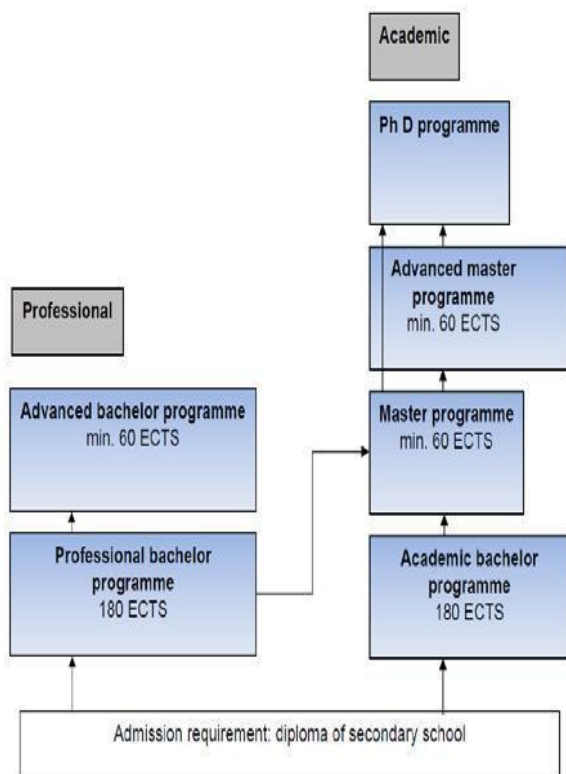 Academic
Ph D programme
Advanced master
programme
min. 60 ECTS
Professional
Advanced bachelor programme
min. 60 ECTS
Master programme
min. 60 ECTS
Professional bachelor
programme
180 ECTS
Academic bachelor
programme
180 ECTS
Admission requirement: diploma of secondary school